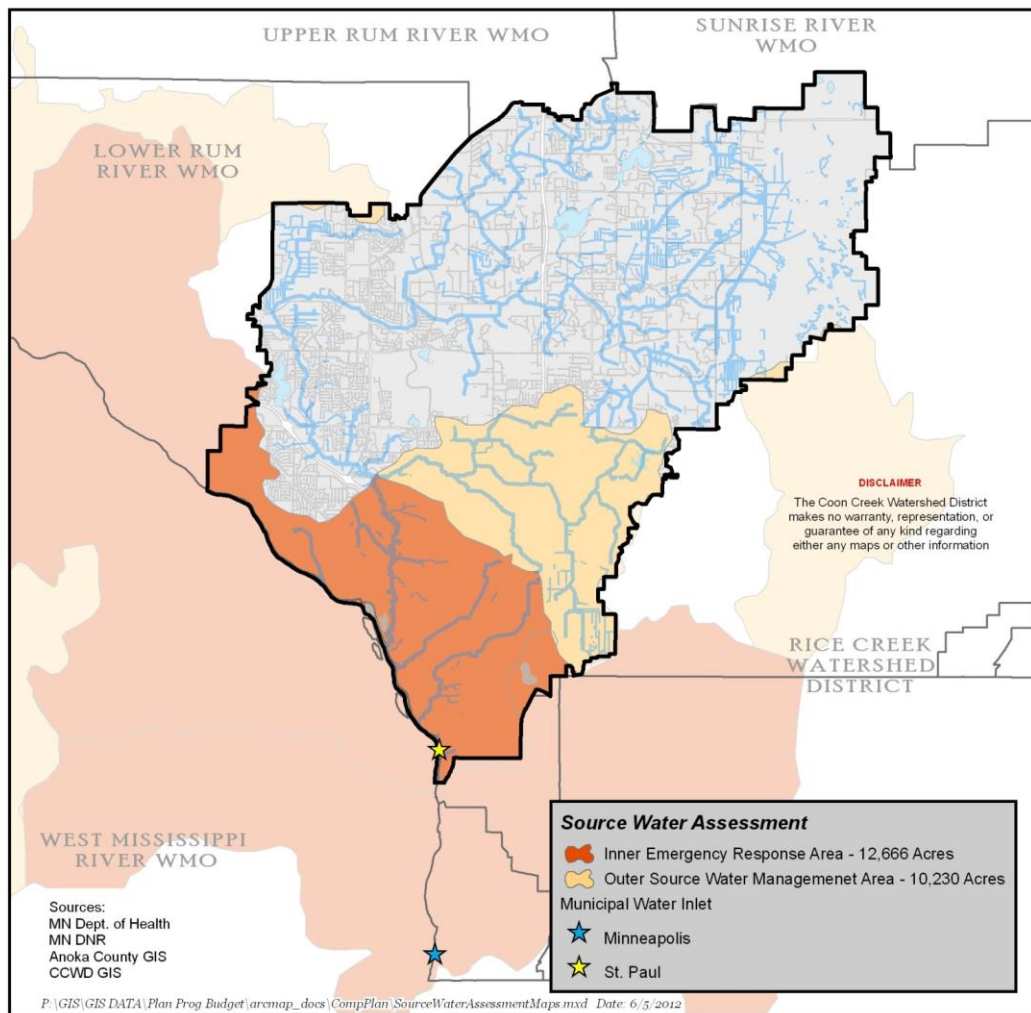 UPPER RUM RIVER WMO
SUNRISE RIVER
WMO
LOWER RUM
RIVER WMO
DISCLAIMER
The Coon Creek Watershed District
makes no warranty, representation, or
guarantee of any kind regarding
either any maps or other information
RICE CREEK
WATERSHED
DISTRICT
WEST MISSISSIPPI
RIVER WMO
Sources:
MN Dept. of Health
MN DNR
Anoka County GIS
CCWD GIS
Source Water Assessment
Inner Emergency Response Area - 12,666 Acres
Outer Source Water Managemenet Area - 10,230 Acres
Municipal Water Inlet
Minneapolis
St. Paul
P:\GIS\GIS DATA\Plan Prog Budget\arcmap_docs\CompPlan\SourceWaterAssessmentMaps.mxd Date: 6/5/2012